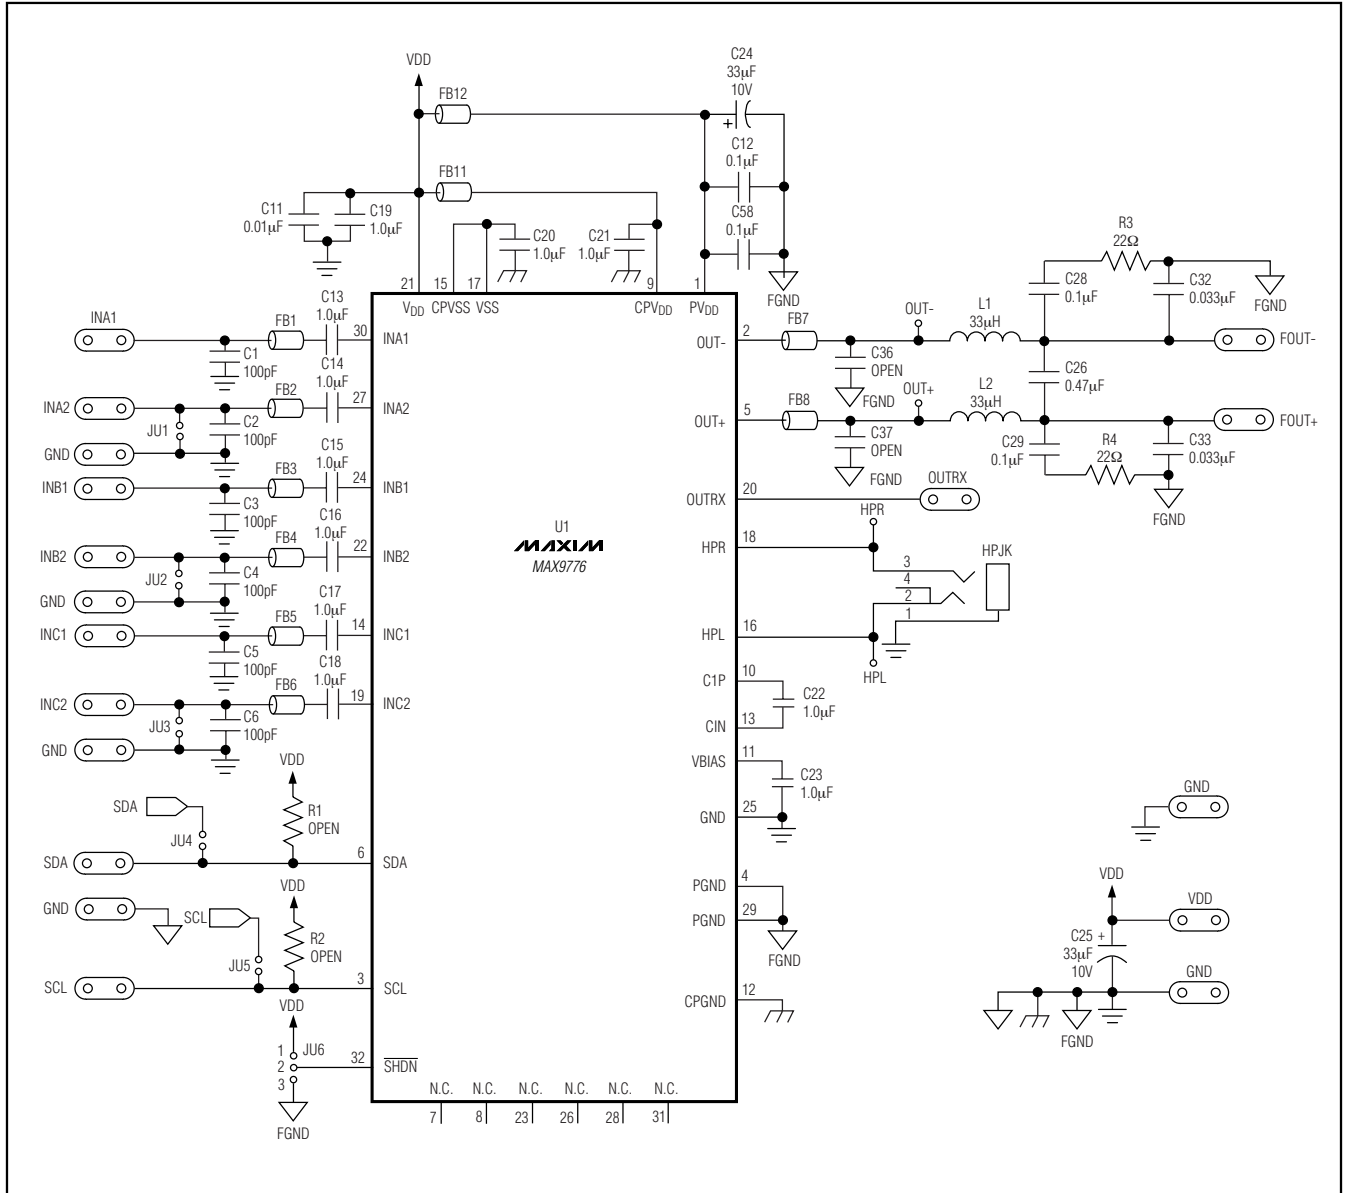 VDD
C24
33µF
10V
+
FB12
C12
0.1µF
FB11
C58
0.1µF
C11
0.01µF
C19
1.0µF
C20
1.0µF
C21
1.0µF
FGND
21
15
17
9
1
VDD
CPVSS
VSS
CPVDD
PVDD
R3
22Ω
C28
0.1µF
C32
0.033µF
FGND
INA1
FB1
C13
1.0µF
30
INA1
C1
100pF
INA2
JU1
FB2
C14
1.0µF
27
INA2
C2
100pF
GND
INB1
FB3
C15
1.0µF
24
INB1
C3
100pF
INB2
JU2
FB4
C16
1.0µF
22
INB2
C4
100pF
GND
INC1
FB5
C17
1.0µF
14
INC1
C5
100pF
INC2
JU3
FB6
C18
1.0µF
19
INC2
C6
100pF
GND
U1
MAXIM
MAX9776
OUT-
2
FB7
C36
OPEN
FGND
OUT-
L1
33µH
FOUT-
C26
0.47µF
OUT+
5
FB8
C37
OPEN
FGND
OUT+
L2
33µH
FOUT+
C29
0.1µF
R4
22Ω
C33
0.033µF
FGND
OUTRX
20
OUTRX
HPR
18
HPR
HPJK
3
4
2
1
HPL
16
HPL
C1P
10
C22
1.0µF
CIN
13
VBIAS
11
C23
1.0µF
GND
25
PGND
4
PGND
29
FGND
CPGND
12
VDD
R1
OPEN
SDA
JU4
SDA
6
SDA
GND
VDD
SCL
JU5
R2
OPEN
SCL
3
SCL
VDD
1
2
3
JU6
32
SHDN
FGND
N.C.
N.C.
N.C.
N.C.
N.C.
N.C.
7
8
23
26
28
31
GND
VDD
VDD
C25
+
33µF
10V
GND
FGND